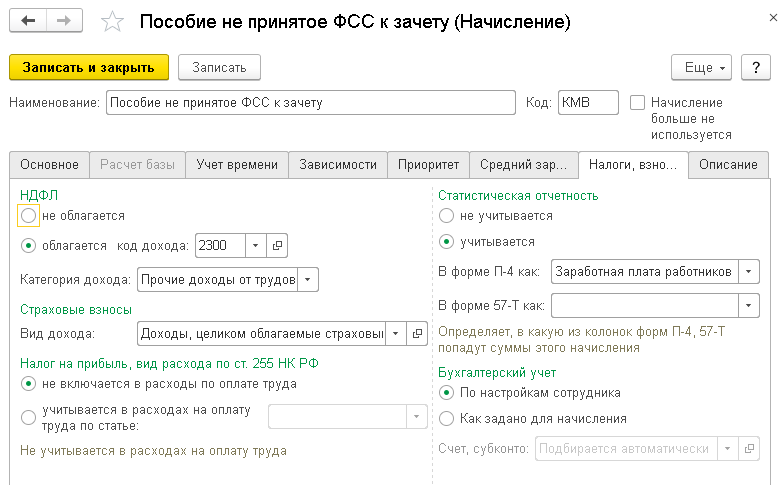 Пособие не принятое ФСС к зачету (Начисление)
Записать и закрыть
Записать
Еще
?
Наименование: Пособие не принятое ФСС к зачету
Код: КМВ
Начисление
больше не
используется
Основное
Расчет базы
Учет времени
Зависимости
Приоритет
Средний зар...
Налоги, взно...
Описание
НДФЛ
не облагается
облагается код дохода: 2300
Категория дохода: Прочие доходы от трудов
Страховые взносы
Вид дохода: Доходы, целиком облагаемые страховы
Налог на прибыль, вид расхода по ст. 255 НК РФ
не включается в расходы по оплате труда
учитывается в расходах на оплату
труда по статье:
Не учитывается в расходах на оплату труда
Статистическая отчетность
не учитывается
учитывается
В форме П-4 как: Заработная плата работников
В форме 57-Т как:
Определяет, в какую из колонок форм П-4, 57-Т
попадут суммы этого начисления
Бухгалтерский учет
По настройкам сотрудника
Как задано для начисления
Счет, субконто: Подбирается автоматически